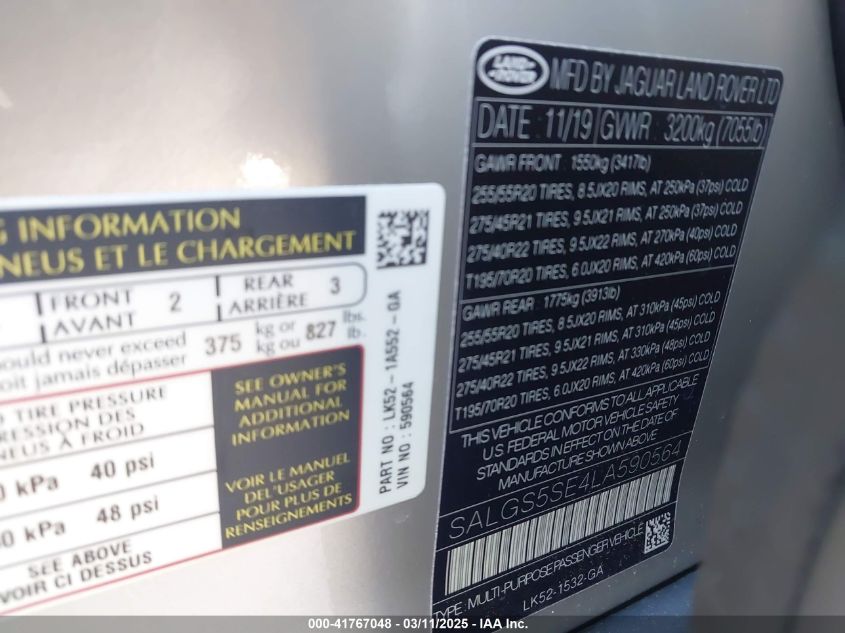 G INFORMATION
NEUS ET LE CHARGEMENT
FRONT
AVANT
2
REAR
ARRIÈRE
3
ould never exceed
oit jamais dépasser
375
kg or
kg ou
827
lbs.
lb.
TIRE PRESSURE
RESSION DES
NEUS À FROID
0 kPa 40 psi
0 kPa 48 psi
SEE ABOVE
VOIR CI DESSUS
SEE OWNER'S
MANUAL FOR
ADDITIONAL
INFORMATION
VOIR LE MANUEL
DEL'USAGER
POUR PLUS DE
RENSEIGNEMENTS
PART NO : LK52-1A552-GA
VIN NO : 590564
LAND ROVER
MFD BY JAGUAR LAND ROVER LTD
DATE : 11/19 GVWR : 3200kg (7055lb)
GAWR FRONT : 1550kg (3417lb)
255/55R20 TIRES, 8.5JX20 RIMS, AT 250kPa (37psi) COLD
275/45R21 TIRES, 9.5JX21 RIMS, AT 250kPa (37psi) COLD
275/40R22 TIRES, 9.5JX22 RIMS, AT 270kPa (40psi) COLD
T195/70R20 TIRES, 6.0JX20 RIMS, AT 420kPa (60psi) COLD
GAWR REAR : 1775kg (3913lb)
255/55R20 TIRES, 8.5JX20 RIMS, AT 310kPa (45psi) COLD
275/45R21 TIRES, 9.5JX21 RIMS, AT 310kPa (45psi) COLD
275/40R22 TIRES, 9.5JX22 RIMS, AT 330kPa (48psi) COLD
T195/70R20 TIRES, 6.0JX20 RIMS, AT 420kPa (60psi) COLD
THIS VEHICLE CONFORMS TO ALL APPLICABLE
U.S. FEDERAL MOTOR VEHICLE SAFETY
STANDARDS IN EFFECT ON THE DATE OF
MANUFACTURE SHOWN ABOVE
SALGS5SE4LA590564
TYPE: MULTI-PURPOSE PASSENGER VEHICLE
LK52-1532-GA
000-41767048 - 03/11/2025 - Copyright © 2025 IAA, Inc.